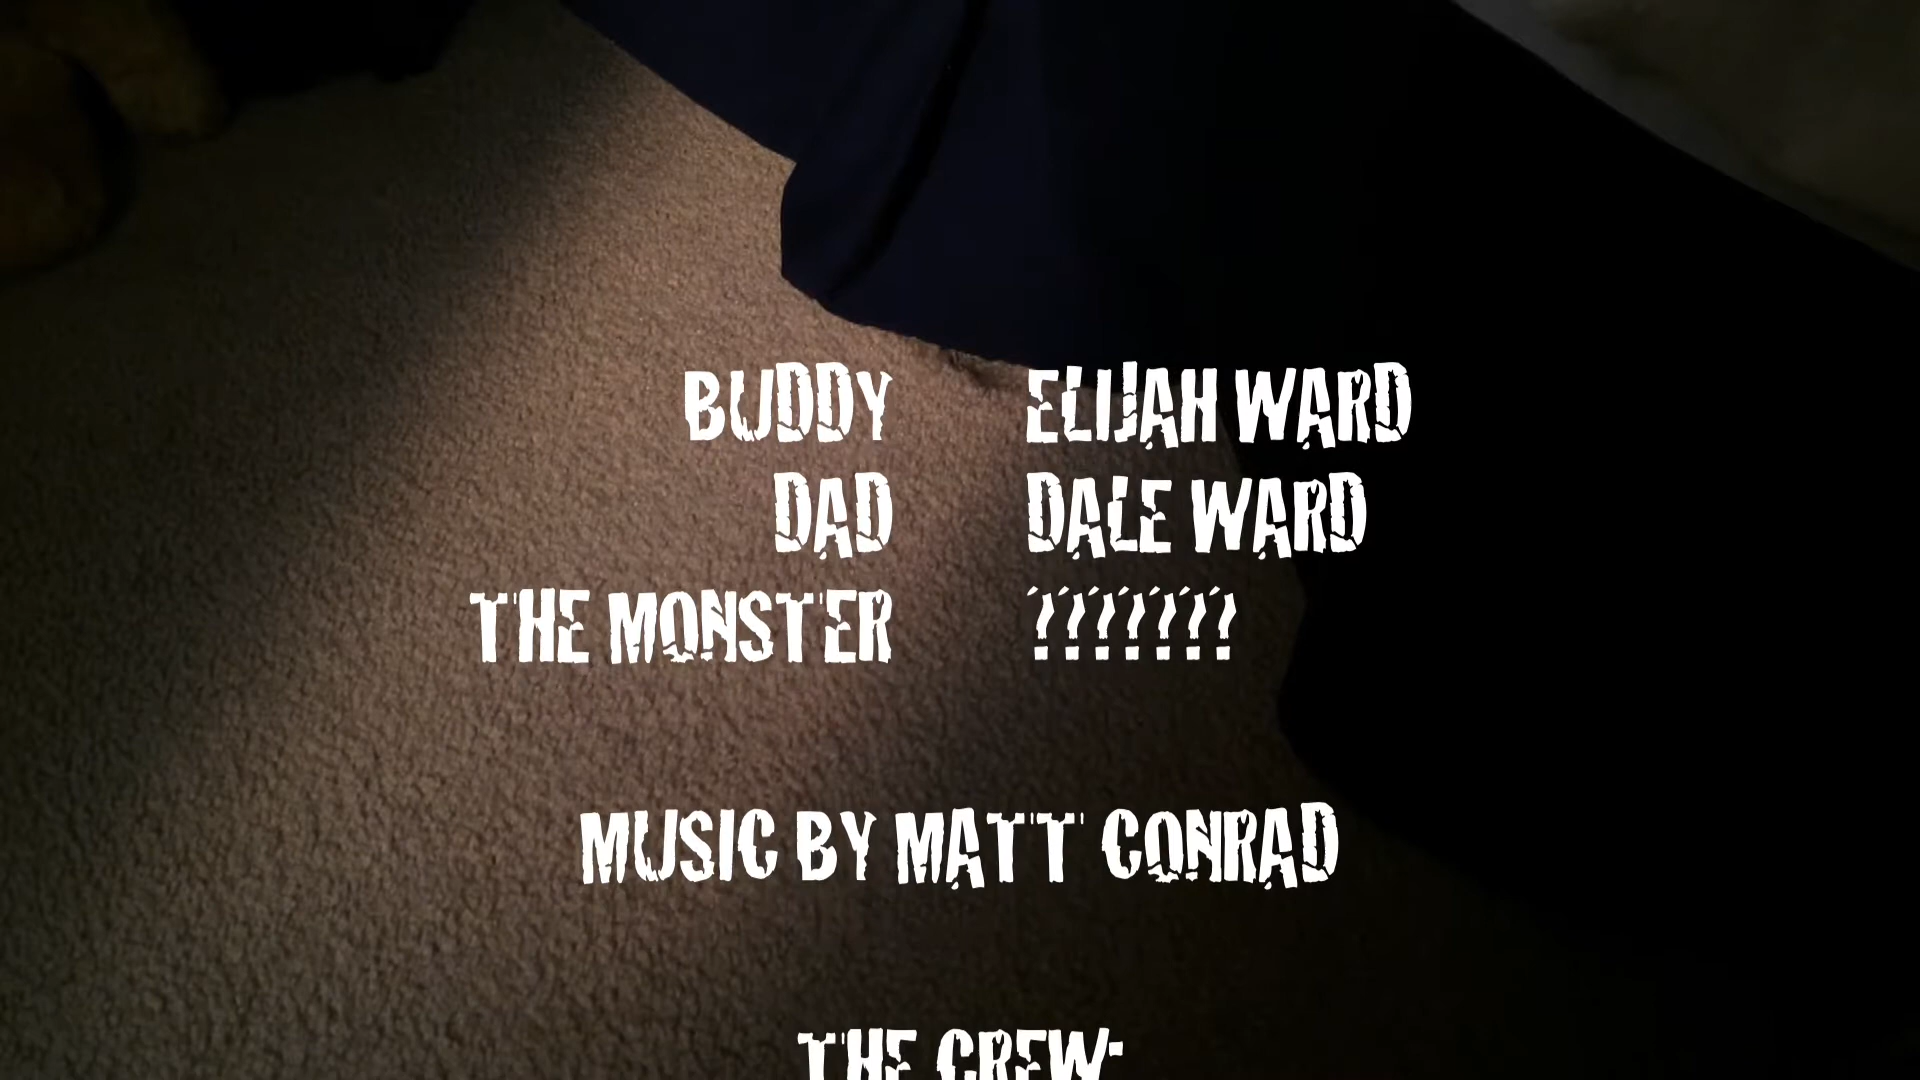 BUDDY ELIJAH WARD
DAD DALE WARD
THE MONSTER ???????
MUSIC BY MATT CONRAD
THE CREW: